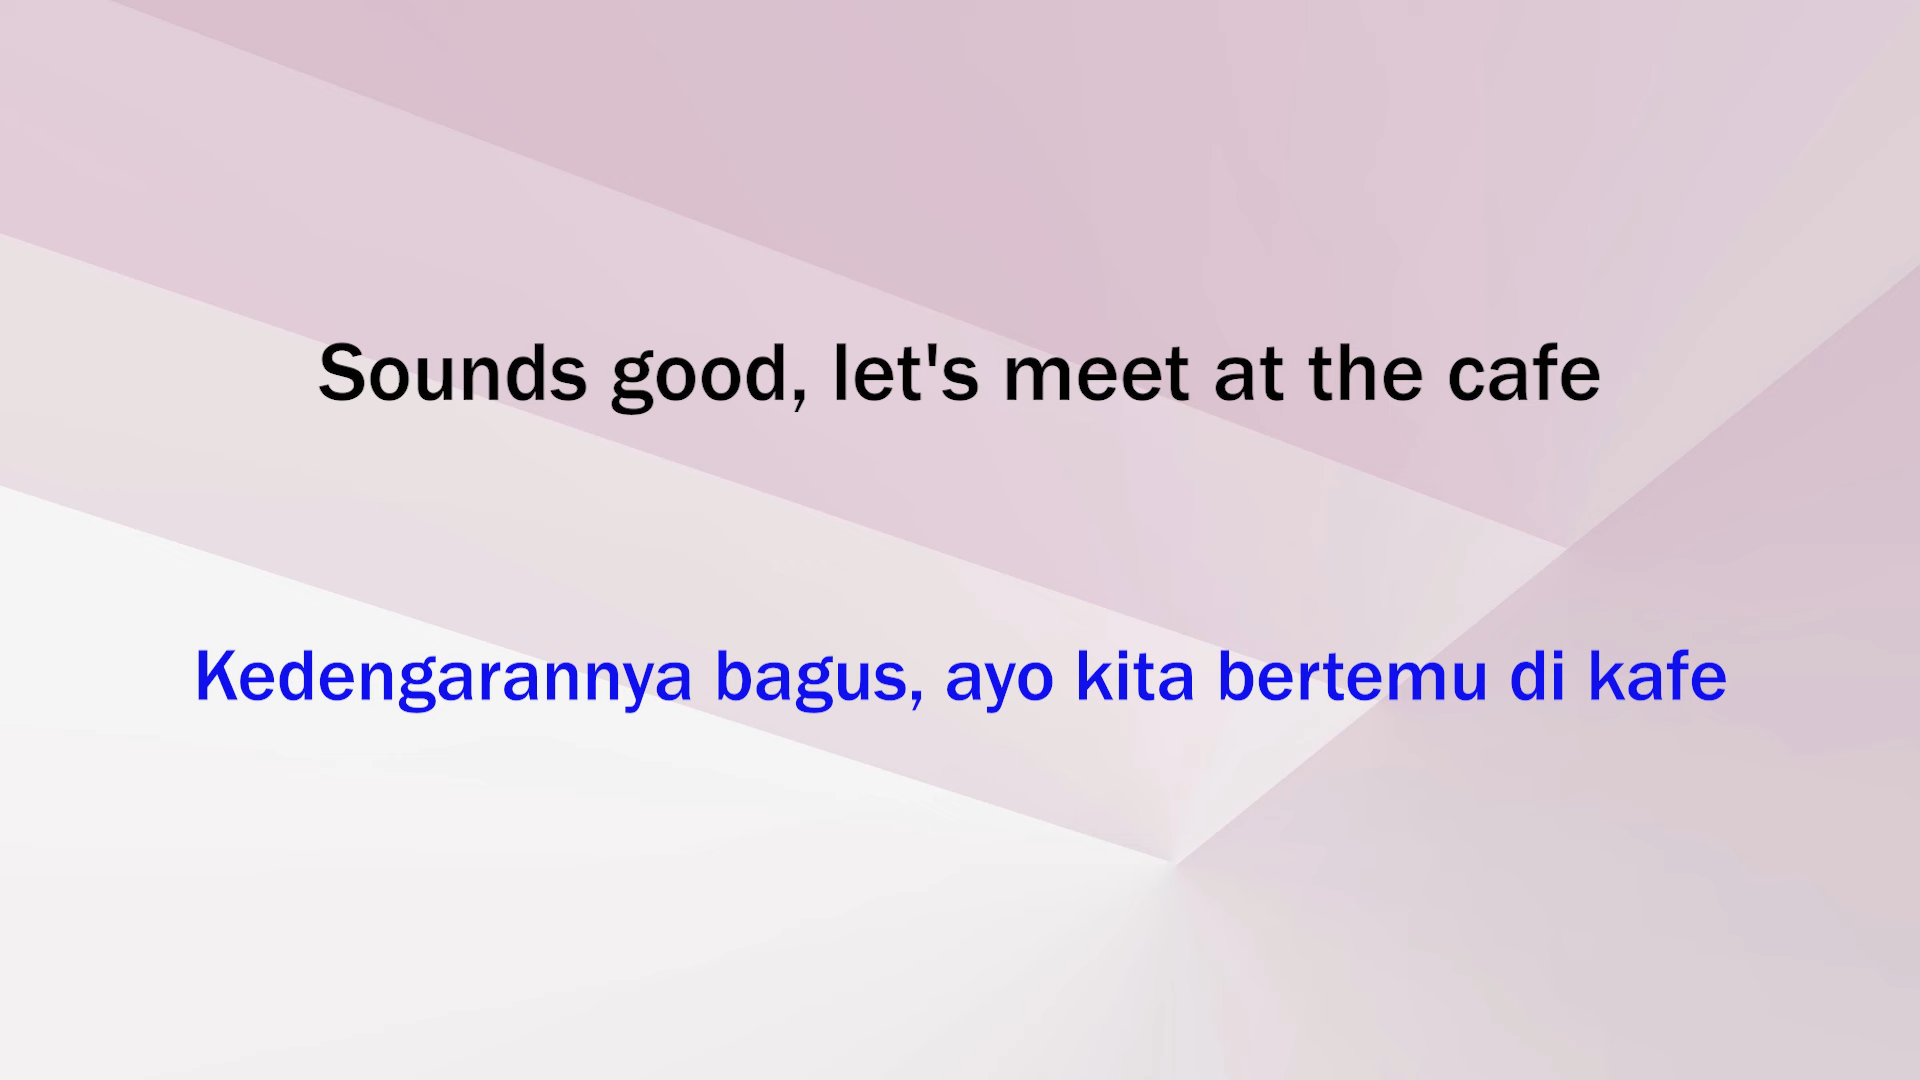 Sounds good, let's meet at the cafe
Kedengarannya bagus, ayo kita bertemu di kafe